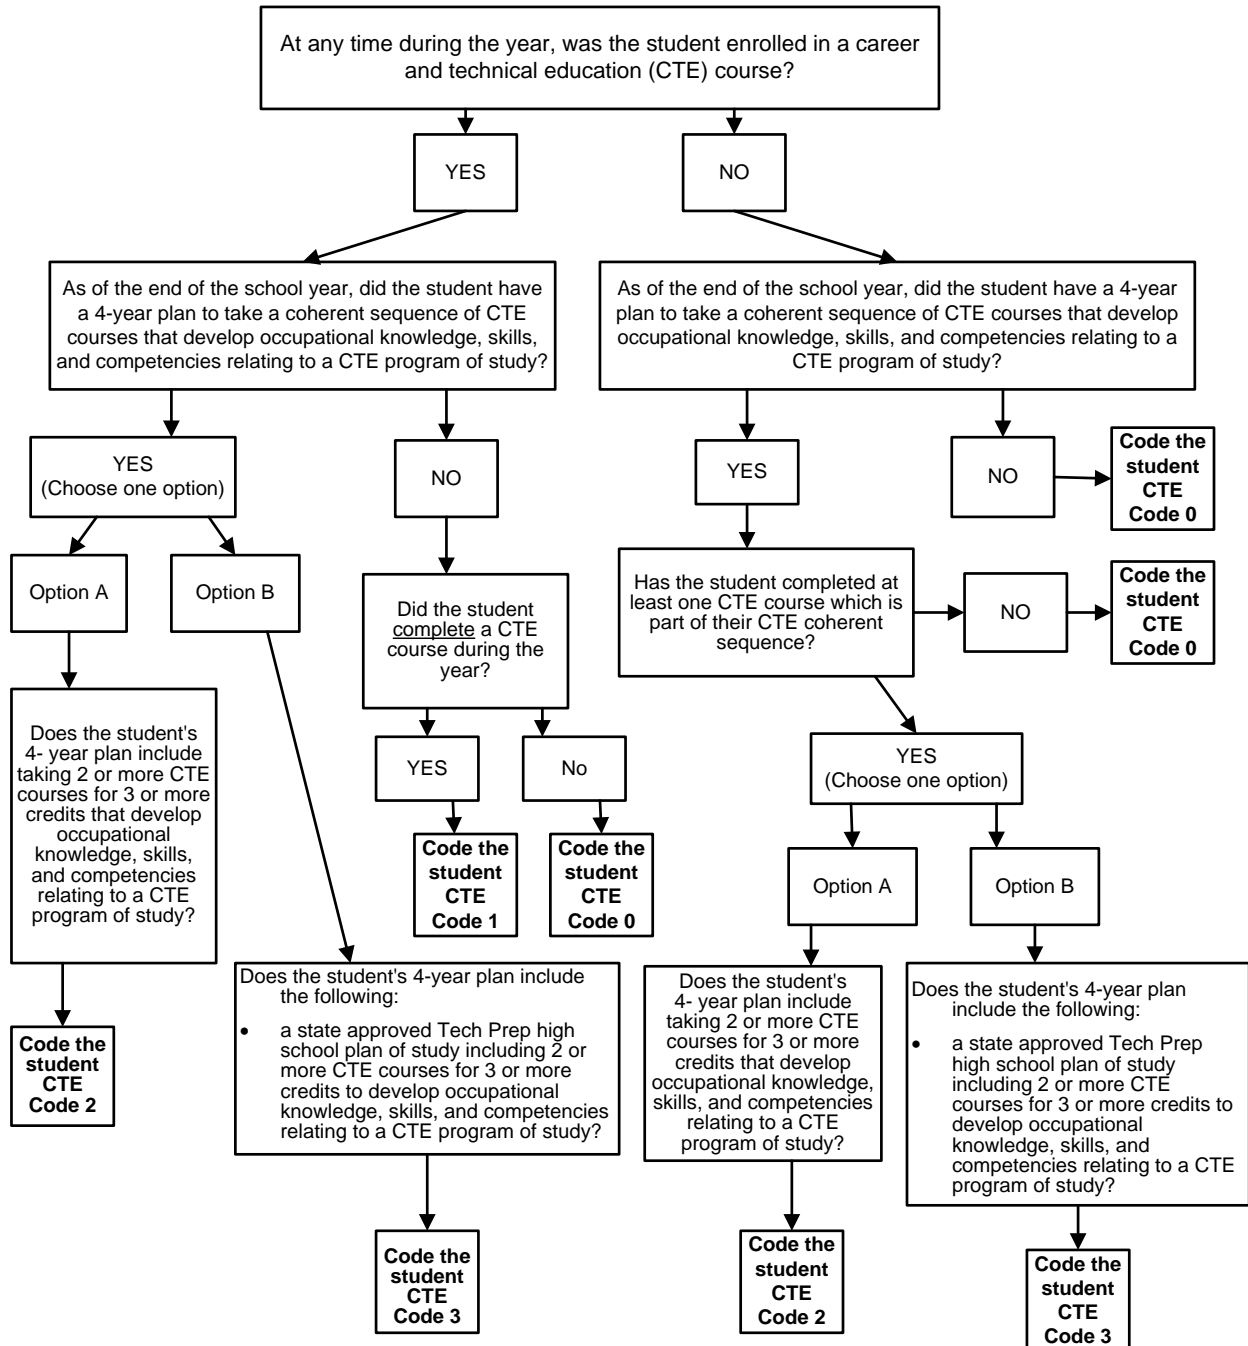 At any time during the year, was the student enrolled in a career
and technical education (CTE) course?
YES
NO
As of the end of the school year, did the student have
a 4-year plan to take a coherent sequence of CTE
courses that develop occupational knowledge, skills,
and competencies relating to a CTE program of study?
As of the end of the school year, did the student have a 4-year
plan to take a coherent sequence of CTE courses that develop
occupational knowledge, skills, and competencies relating to a
CTE program of study?
YES
(Choose one option)
NO
YES
NO
Code the
student
CTE
Code 0
Option A
Option B
Did the student
complete a CTE
course during the
year?
Has the student completed at
least one CTE course which is
part of their CTE coherent
sequence?
NO
Code the
student
CTE
Code 0
Does the student's
4- year plan include
taking 2 or more CTE
courses for 3 or more
credits that develop
occupational
knowledge, skills,
and competencies
relating to a CTE
program of study?
YES
No
YES
(Choose one option)
Code the
student
CTE
Code 1
Code the
student
CTE
Code 0
Option A
Option B
Code the
student
CTE
Code 2
Does the student's 4-year plan include
the following:
• a state approved Tech Prep high
school plan of study including 2 or
more CTE courses for 3 or more
credits to develop occupational
knowledge, skills, and competencies
relating to a CTE program of study?
Does the student's
4- year plan include
taking 2 or more CTE
courses for 3 or more
credits that develop
occupational knowledge,
skills, and competencies
relating to a CTE
program of study?
Does the student's 4-year plan
include the following:
• a state approved Tech Prep
high school plan of study
including 2 or more CTE
courses for 3 or more credits to
develop occupational
knowledge, skills, and
competencies relating to a CTE
program of study?
Code the
student
CTE
Code 3
Code the
student
CTE
Code 2
Code the
student
CTE
Code 3